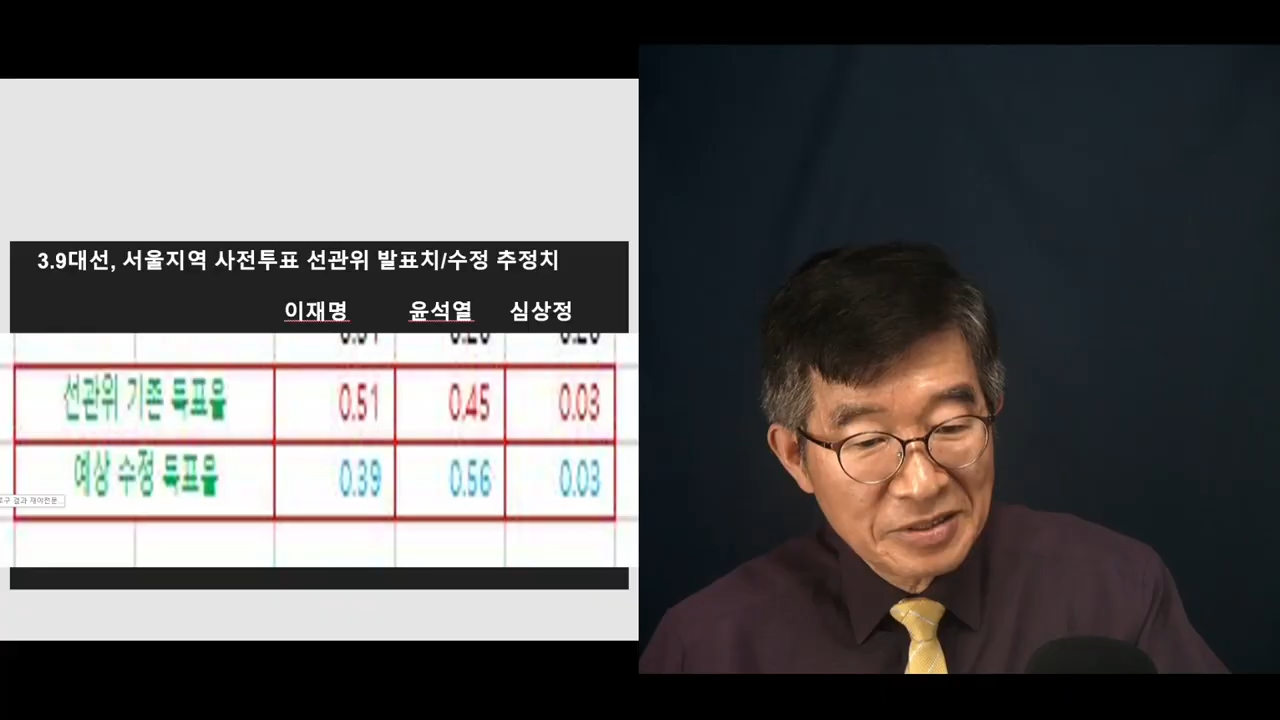 3.9대선, 서울지역 사전투표 선관위 발표치/수정 추정치
이재명 윤석열 심상정
선관위 기존 득표율 0.51 0.45 0.03
예상 수정 득표율 0.39 0.56 0.03